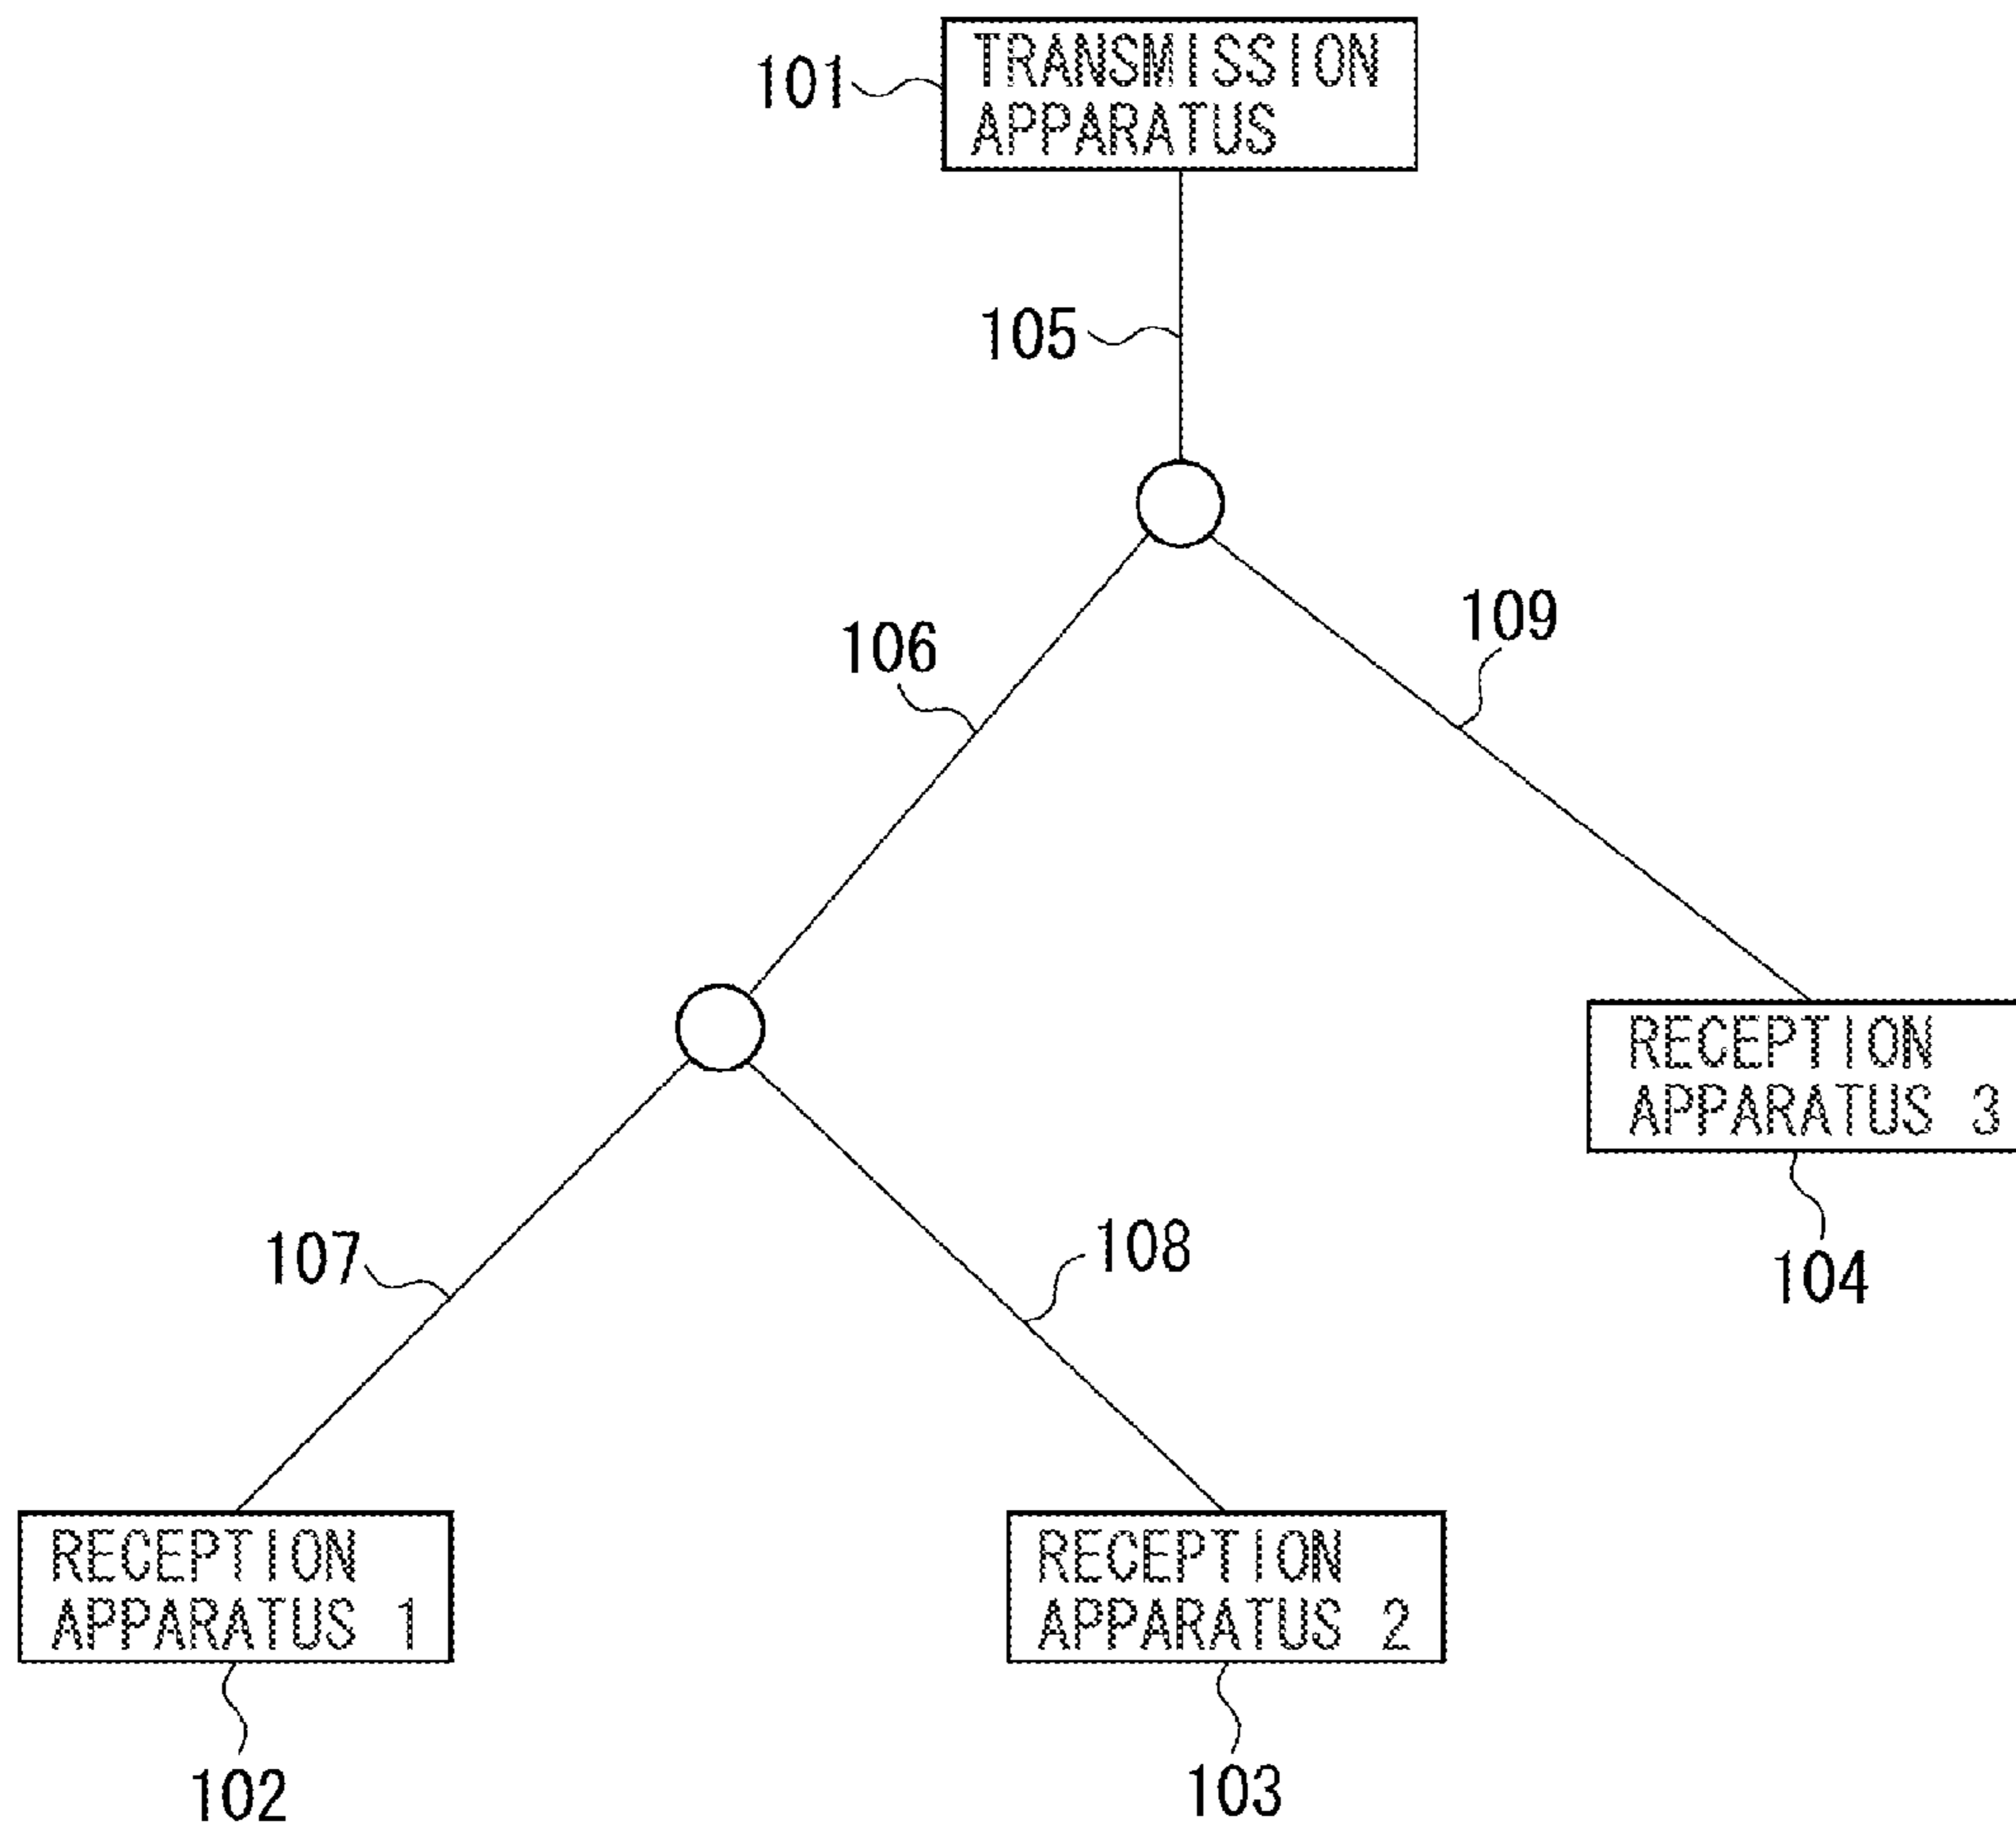 101
TRANSMISSION
APPARATUS
105
106
109
RECEPTION
APPARATUS 3
104
107
108
RECEPTION
APPARATUS 1
102
RECEPTION
APPARATUS 2
103